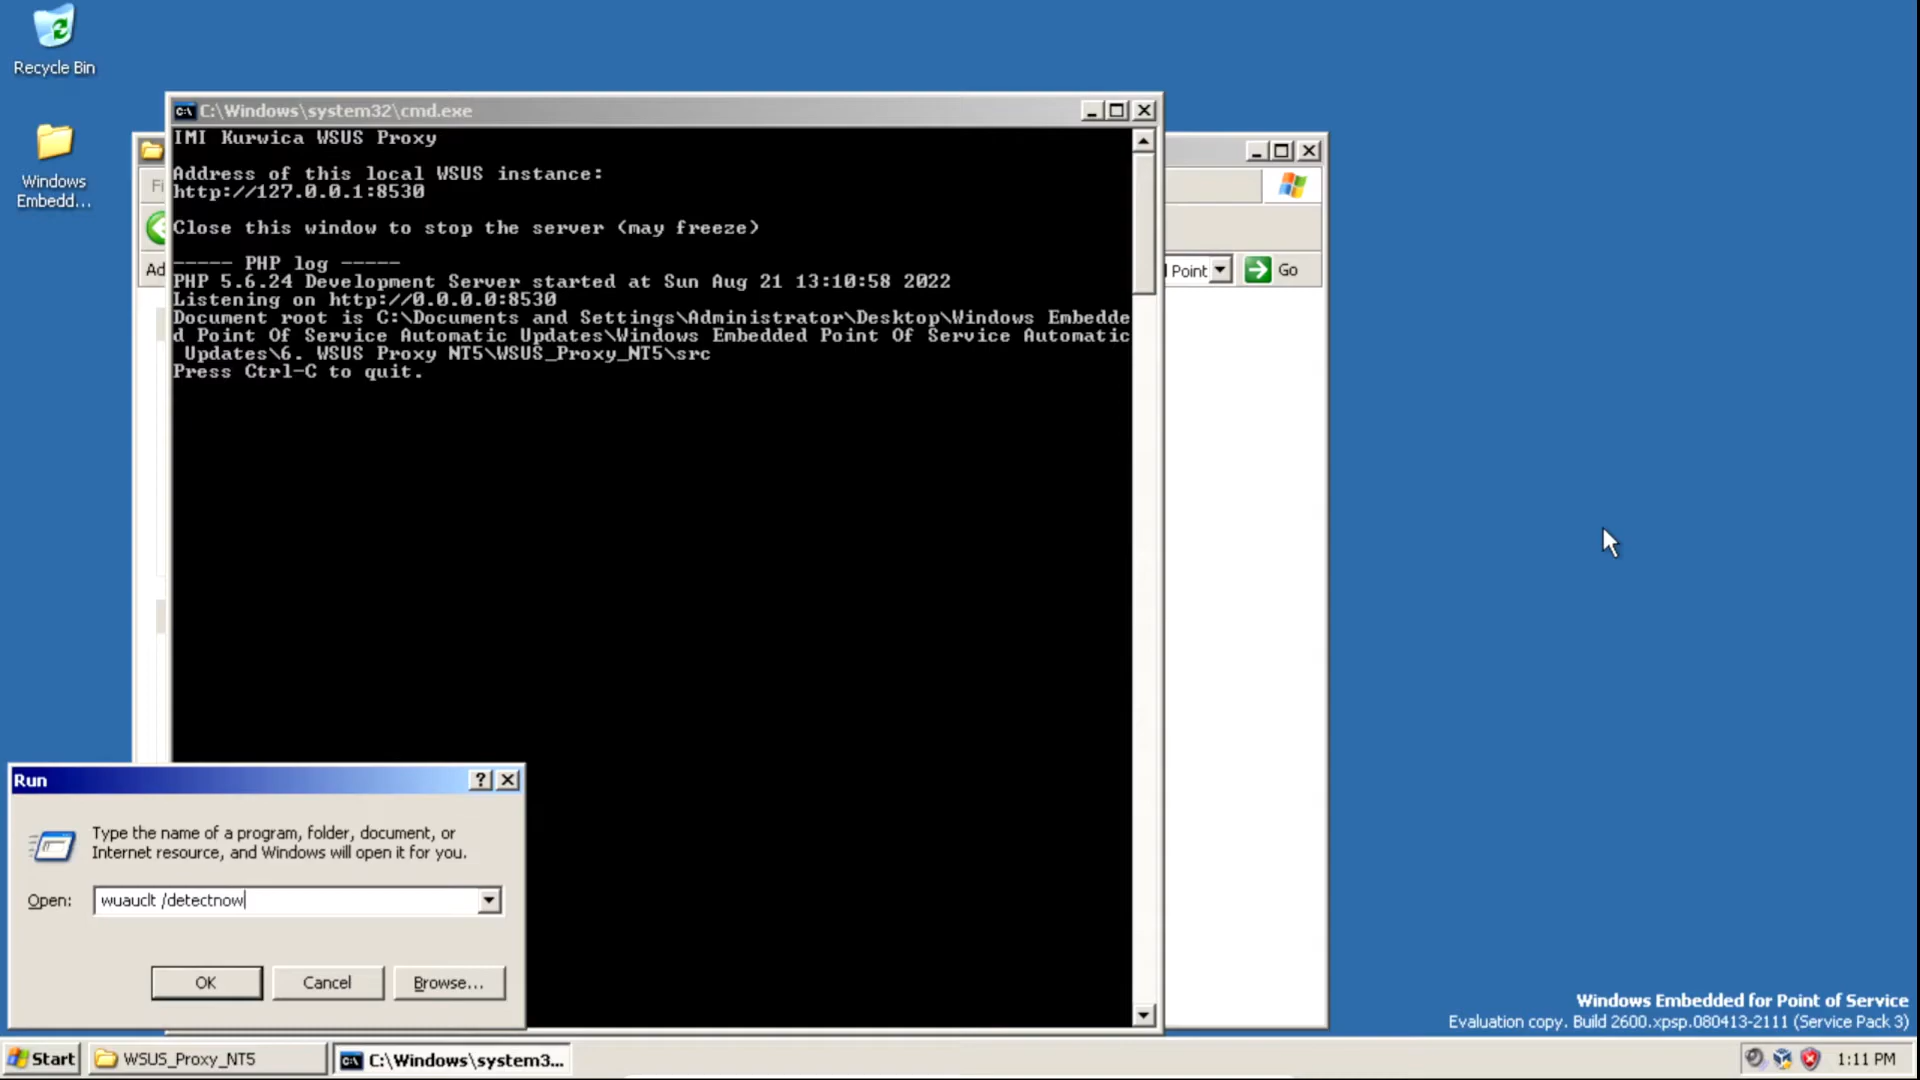 Recycle Bin
Windows
Embedd...
C:\Windows\system32\cmd.exe
IMI Kurwica WSUS Proxy
Address of this local WSUS instance:
http://127.0.0.1:8530
Close this window to stop the server (may freeze)
----- PHP log -----
PHP 5.6.24 Development Server started at Sun Aug 21 13:10:58 2022
Listening on http://0.0.0.0:8530
Document root is C:\Documents and Settings\Administrator\Desktop\Windows Embedde
d Point Of Service Automatic Updates\Windows Embedded Point Of Service Automatic
Updates\6. WSUS Proxy NT5\WSUS_Proxy_NT5\src
Press Ctrl-C to quit.
Fi
Ad
Point
Go
Run
Type the name of a program, folder, document, or
Internet resource, and Windows will open it for you.
Open:
wuauclt /detectnow
OK
Cancel
Browse...
Windows Embedded for Point of Service
Evaluation copy. Build 2600.xpsp.080413-2111 (Service Pack 3)
Start
WSUS_Proxy_NT5
C:\Windows\system3...
1:11 PM